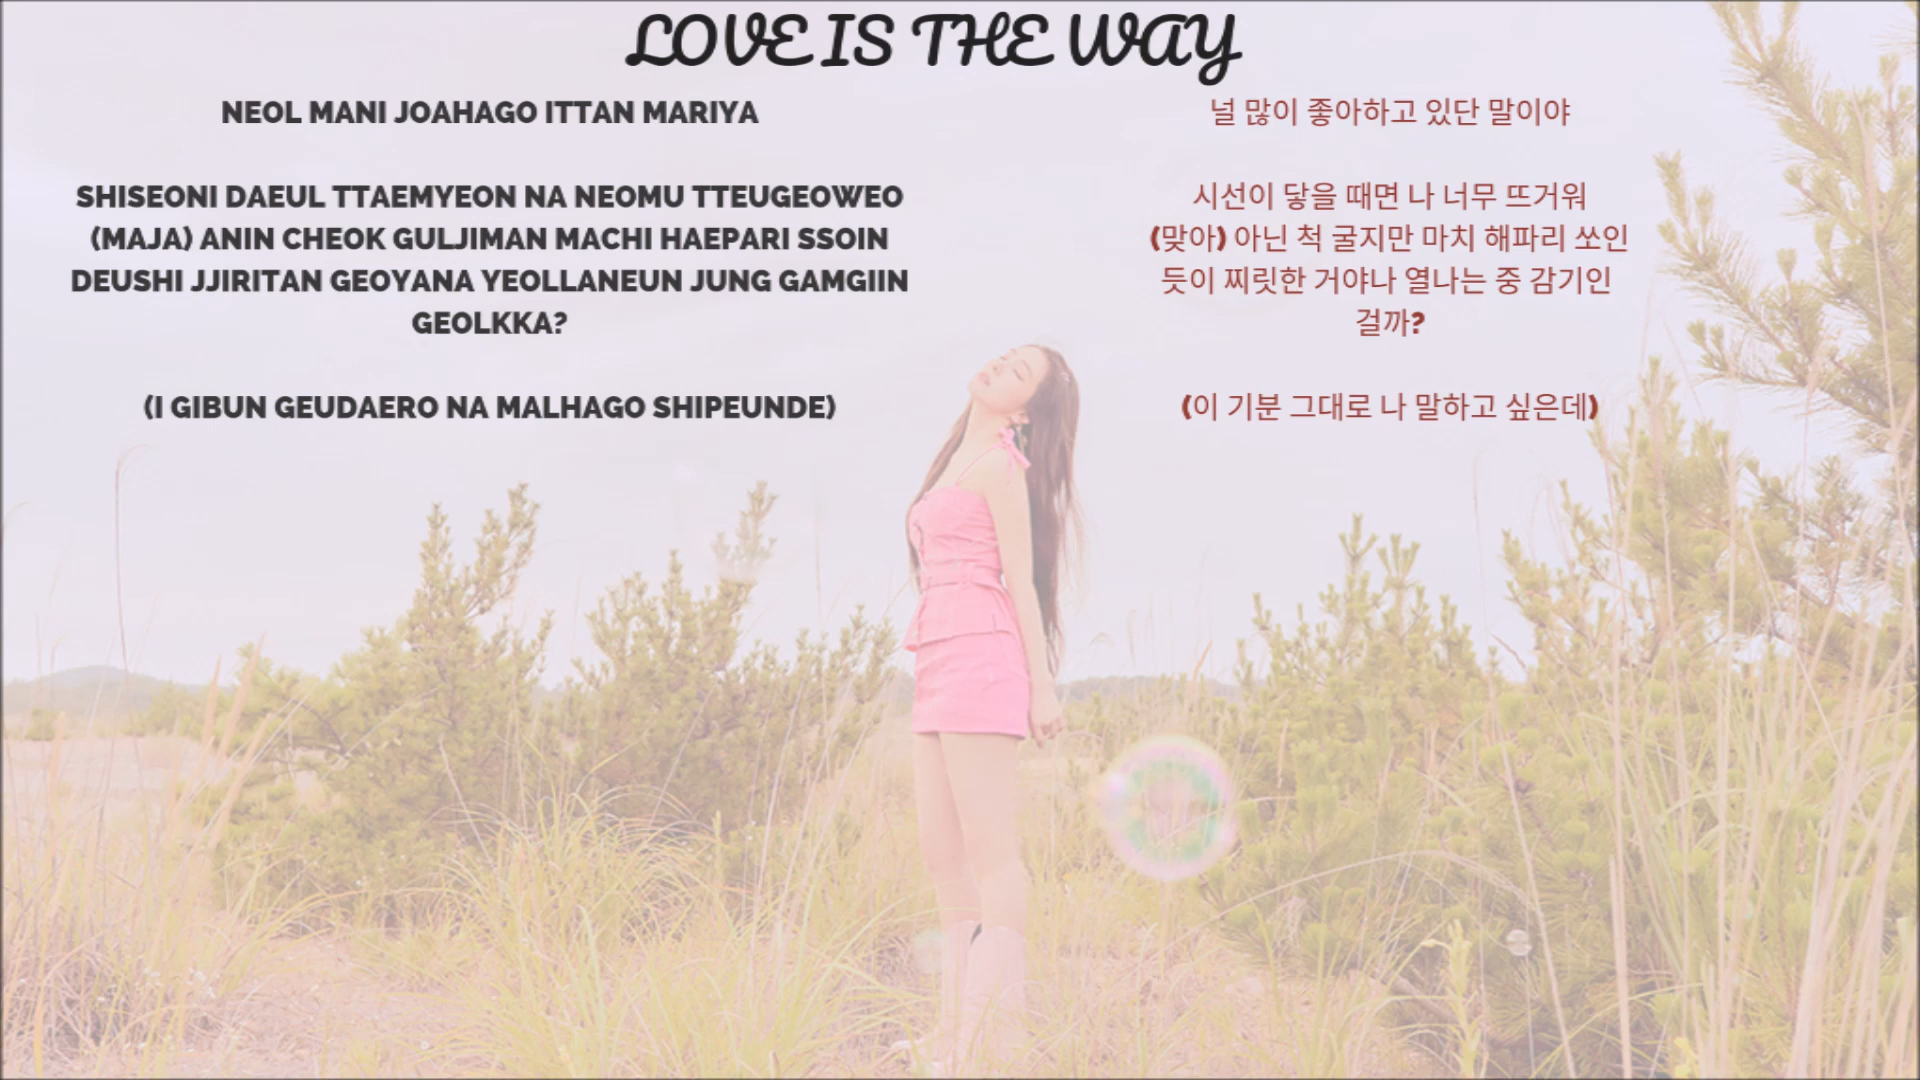 LOVE IS THE WAY
NEOL MANI JOAHAGO ITTAN MARIYA
SHISEONI DAEUL TTAEMYEON NA NEOMU TTEUGEOWEO
(MAJA) ANIN CHEOK GULJIMAN MACHI HAEPARI SSOIN
DEUSHI JJIRITAN GEOYANA YEOLLANEUN JUNG GAMGIIN
GEOLKKA?
(I GIBUN GEUDAERO NA MALHAGO SHIPEUNDE)
널 많이 좋아하고 있단 말이야
시선이 닿을 때면 나 너무 뜨거워
(맞아) 아닌 척 굴지만 마치 해파리 쏘인
듯이 찌릿한 거야나 열나는 중 감기인
걸까?
(이 기분 그대로 나 말하고 싶은데)